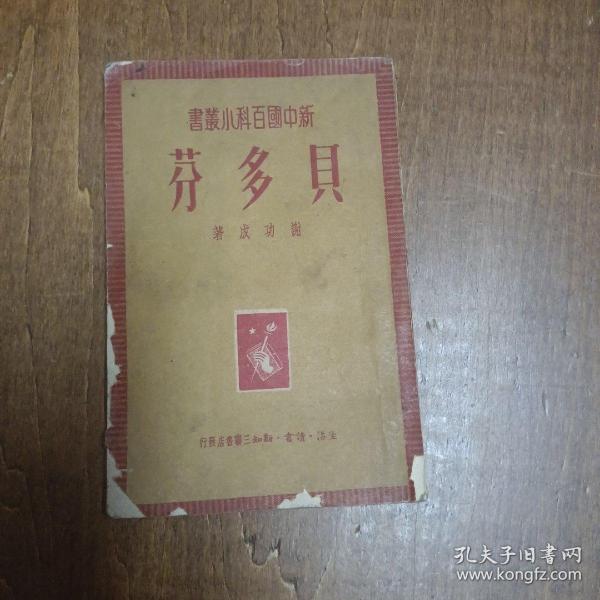 新中國百科小叢書
貝多芬
謝功成著
生活·讀書·新知三聯書店發行
孔夫子旧书网
www.kongfz.com